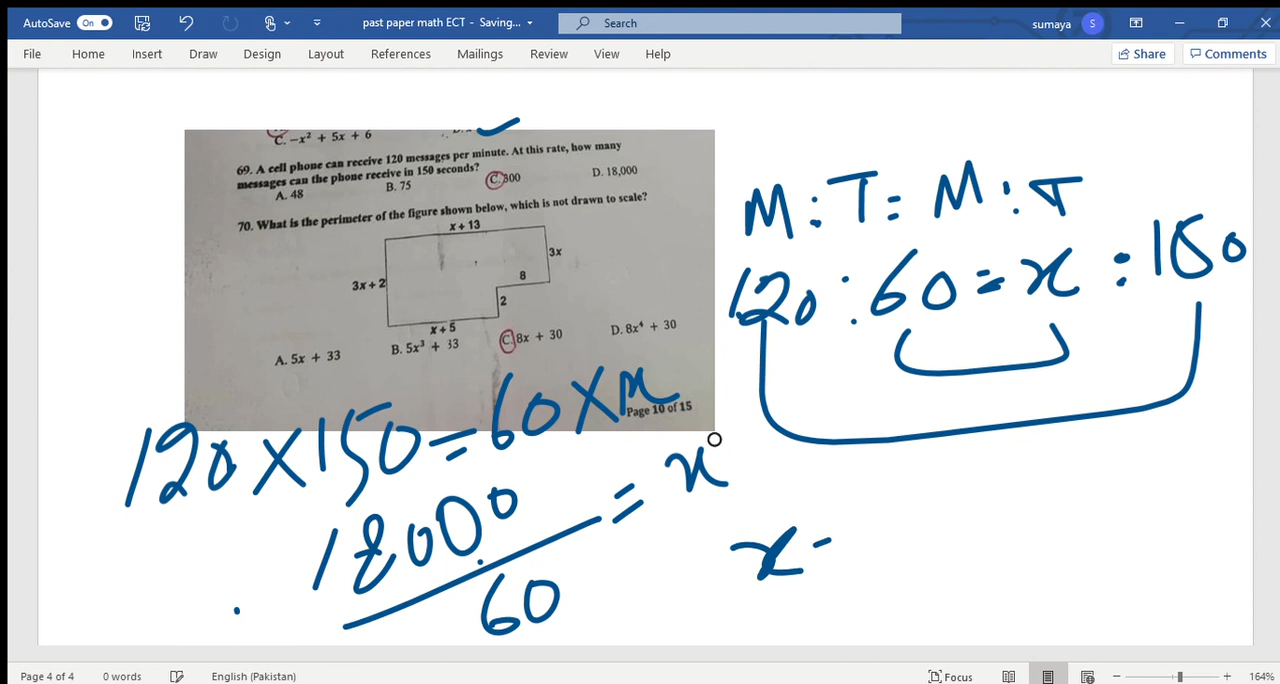 AutoSave On past paper math ECT - Saving... Search sumaya S
File Home Insert Draw Design Layout References Mailings Review View Help Share Comments
C. -x² + 5x + 6
69. A cell phone can receive 120 messages per minute. At this rate, how many
messages can the phone receive in 150 seconds?
A. 48 B. 75 C. 300 D. 18,000
70. What is the perimeter of the figure shown below, which is not drawn to scale?
x + 13
3x
3x + 2
8
2
x + 5
A. 5x + 33 B. 5x³ + 33 C. 8x + 30 D. 8x⁴ + 30
Page 10 of 15
M : T = M : T
120 : 60 = x : 150
120 × 150 = 60 × x
18000 / 60 = x
x =
Page 4 of 4 0 words English (Pakistan) Focus 164%